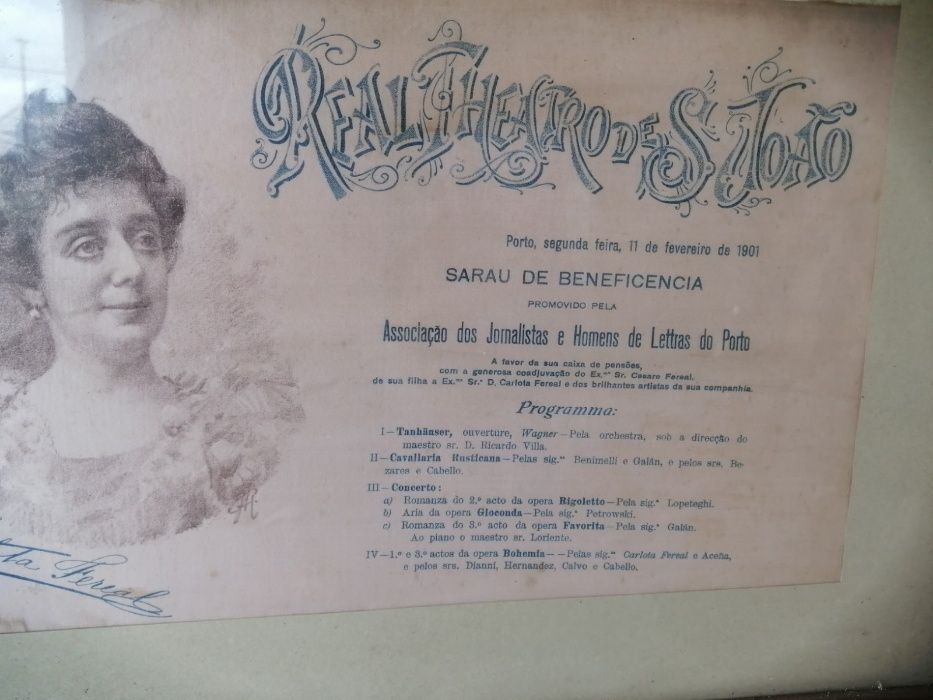 REAL THEATRO DE S. JOÃO
Porto, segunda feira, 11 de fevereiro de 1901
SARAU DE BENEFICENCIA
PROMOVIDO PELA
Associação dos Jornalistas e Homens de Lettras do Porto
A favor da sua caixa de pensões,
com a generosa coadjuvação do Ex.mo Sr. Cesare Fereal.
de sua filha a Ex.ma Sr.a D. Carlota Fereal e dos brilhantes artistas da sua companhia.
Programma:
I—Tanhäuser, ouverture, Wagner—Pela orchestra, sob a direcção do
maestro sr. D. Ricardo Villa.
II—Cavallaria Rusticana—Pelas sig.as Benimelli e Galán, e pelos srs. Be-
zares e Cabello.
III—Concerto:
a) Romanza do 2.º acto da opera Rigoletto—Pela sig.a Lopeteghi.
b) Aria da opera Gioconda—Pela sig.a Petrowski.
c) Romanza do 3.º acto da opera Favorita—Pela sig.a Galán.
Ao piano o maestro sr. Loriente.
IV—1.º e 3.º actos da opera Bohemia——Pelas sig.as Carlota Fereal e Aceña,
e pelos srs. Dianni, Hernandez, Calvo e Cabello.
ta Fereal